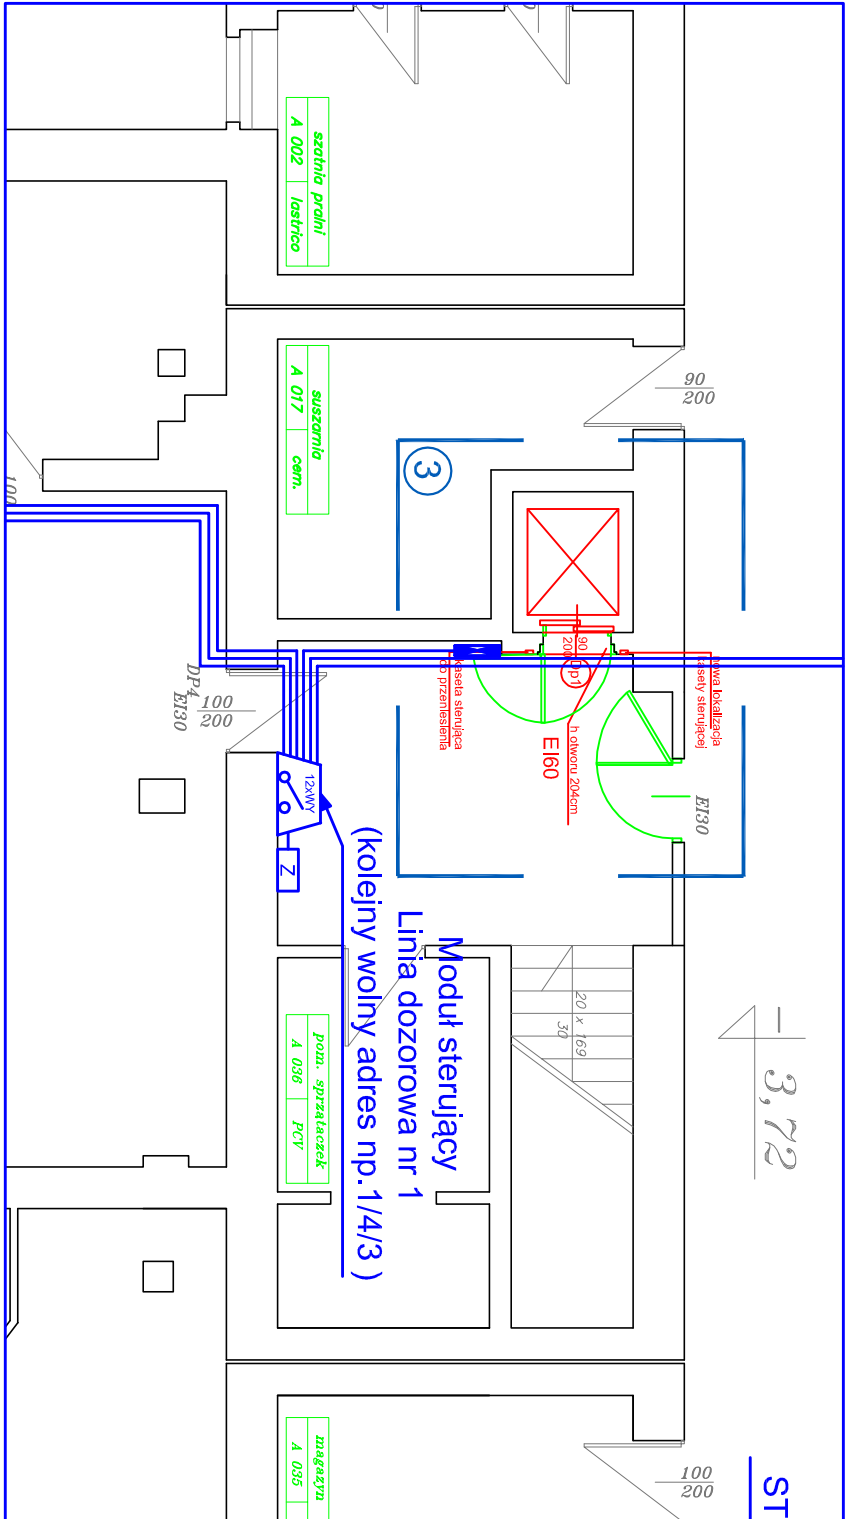 szatnia pralni
A 002 lastrico
suszarnia
A 017 cem.
90
200
3
100
nowa lokalizacja
kasety sterującej
90
200
Dp1
kaseta sterująca
do przeniesienia
h otworu 204cm
EI60
EI30
DP4
EI30
100
200
12xWY
Z
Moduł sterujący
Linia dozorowa nr 1
(kolejny wolny adres np.1/4/3 )
20 x 169
30
3,72
pom. sprzątaczek
A 036 PCV
magazyn
A 035
100
200
ST